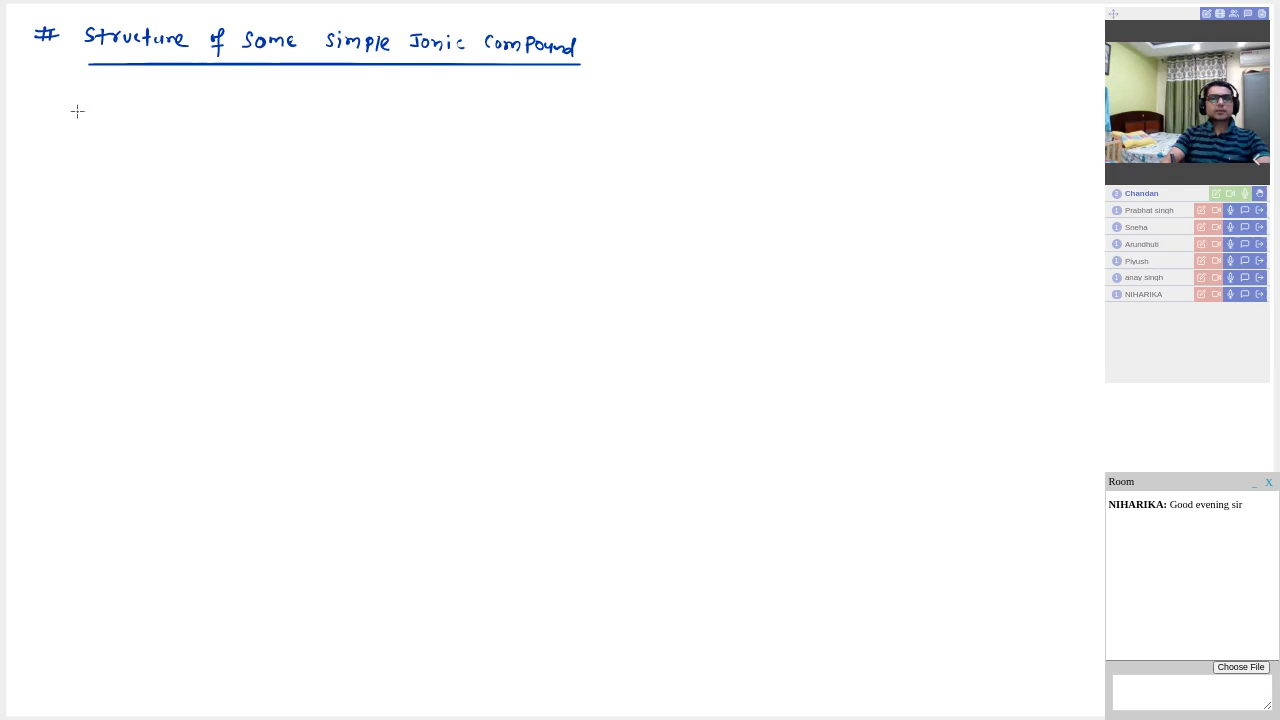 # Structure of Some Simple Ionic Compound
Chandan
Prabhat singh
Sneha
Arundhuti
Piyush
anay singh
NIHARIKA
Room
_ X
NIHARIKA: Good evening sir
Choose File